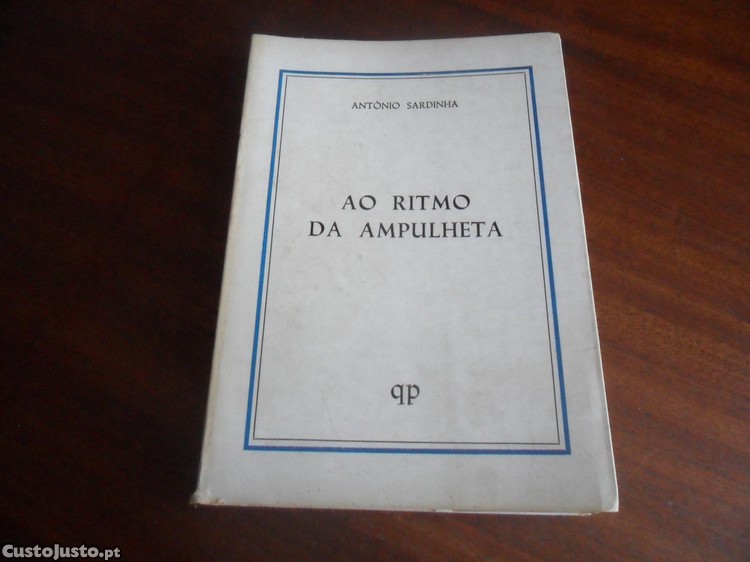 ANTÓNIO SARDINHA
AO RITMO
DA AMPULHETA
qp
CustoJusto.pt